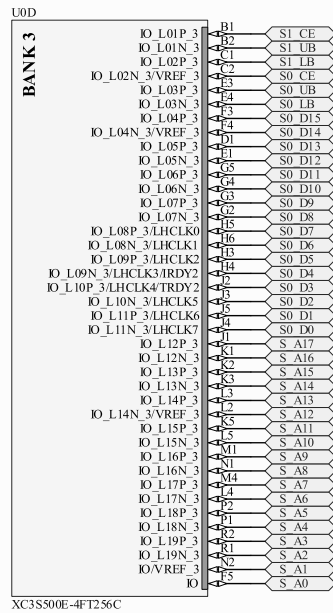 U0D
BANK 3
IO_L01P_3 B1 S1_CE
IO_L01N_3 B2 S1_UB
IO_L02P_3 C1 S1_LB
IO_L02N_3/VREF_3 C2 S0_CE
IO_L03P_3 E3 S0_UB
IO_L03N_3 E4 S0_LB
IO_L04P_3 F3 S0_D15
IO_L04N_3/VREF_3 F4 S0_D14
IO_L05P_3 D1 S0_D13
IO_L05N_3 E1 S0_D12
IO_L06P_3 G5 S0_D11
IO_L06N_3 G4 S0_D10
IO_L07P_3 G3 S0_D9
IO_L07N_3 G2 S0_D8
IO_L08P_3/LHCLK0 H5 S0_D7
IO_L08N_3/LHCLK1 H6 S0_D6
IO_L09P_3/LHCLK2 H3 S0_D5
IO_L09N_3/LHCLK3/IRDY2 H4 S0_D4
IO_L10P_3/LHCLK4/TRDY2 J2 S0_D3
IO_L10N_3/LHCLK5 J3 S0_D2
IO_L11P_3/LHCLK6 J5 S0_D1
IO_L11N_3/LHCLK7 J4 S0_D0
IO_L12P_3 J1 S_A17
IO_L12N_3 K1 S_A16
IO_L13P_3 K2 S_A15
IO_L13N_3 K3 S_A14
IO_L14P_3 L3 S_A13
IO_L14N_3/VREF_3 L2 S_A12
IO_L15P_3 K5 S_A11
IO_L15N_3 L5 S_A10
IO_L16P_3 M1 S_A9
IO_L16N_3 N1 S_A8
IO_L17P_3 M4 S_A7
IO_L17N_3 L4 S_A6
IO_L18P_3 P2 S_A5
IO_L18N_3 P1 S_A4
IO_L19P_3 R2 S_A3
IO_L19N_3 R1 S_A2
IO/VREF_3 N2 S_A1
IO F5 S_A0
XC3S500E-4FT256C